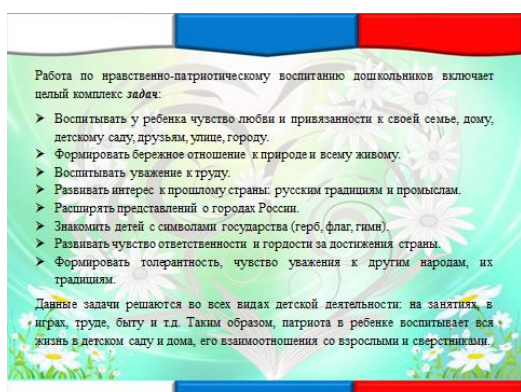 Работа по нравственно-патриотическому воспитанию дошкольников включает
целый комплекс задач:
➤ Воспитывать у ребенка чувство любви и привязанности к своей семье, дому,
детскому саду, друзьям, улице, городу.
➤ Формировать бережное отношение к природе и всему живому.
➤ Воспитывать уважение к труду.
➤ Развивать интерес к прошлому страны: русским традициям и промыслам.
➤ Расширять представлений о городах России.
➤ Знакомить детей с символами государства (герб, флаг, гимн).
➤ Развивать чувство ответственности и гордости за достижения страны.
➤ Формировать толерантность, чувство уважения к другим народам, их
традициям.
Данные задачи решаются во всех видах детской деятельности: на занятиях, в
играх, труде, быту и т.д. Таким образом, патриота в ребенке воспитывает вся
жизнь в детском саду и дома, его взаимоотношения со взрослыми и сверстниками.